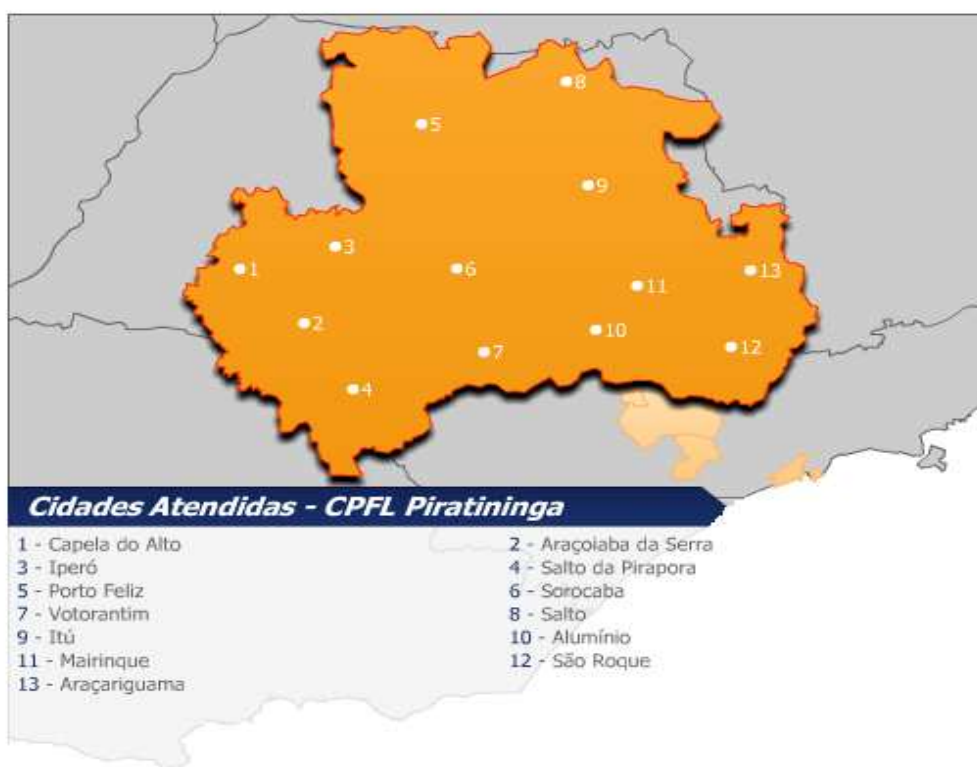 8
5
9
3
1
6
13
11
2
10
12
7
4
Cidades Atendidas - CPFL Piratininga
1 - Capela do Alto
2 - Araçoiaba da Serra
3 - Iperó
4 - Salto da Pirapora
5 - Porto Feliz
6 - Sorocaba
7 - Votorantim
8 - Salto
9 - Itú
10 - Alumínio
11 - Mairinque
12 - São Roque
13 - Araçariguama